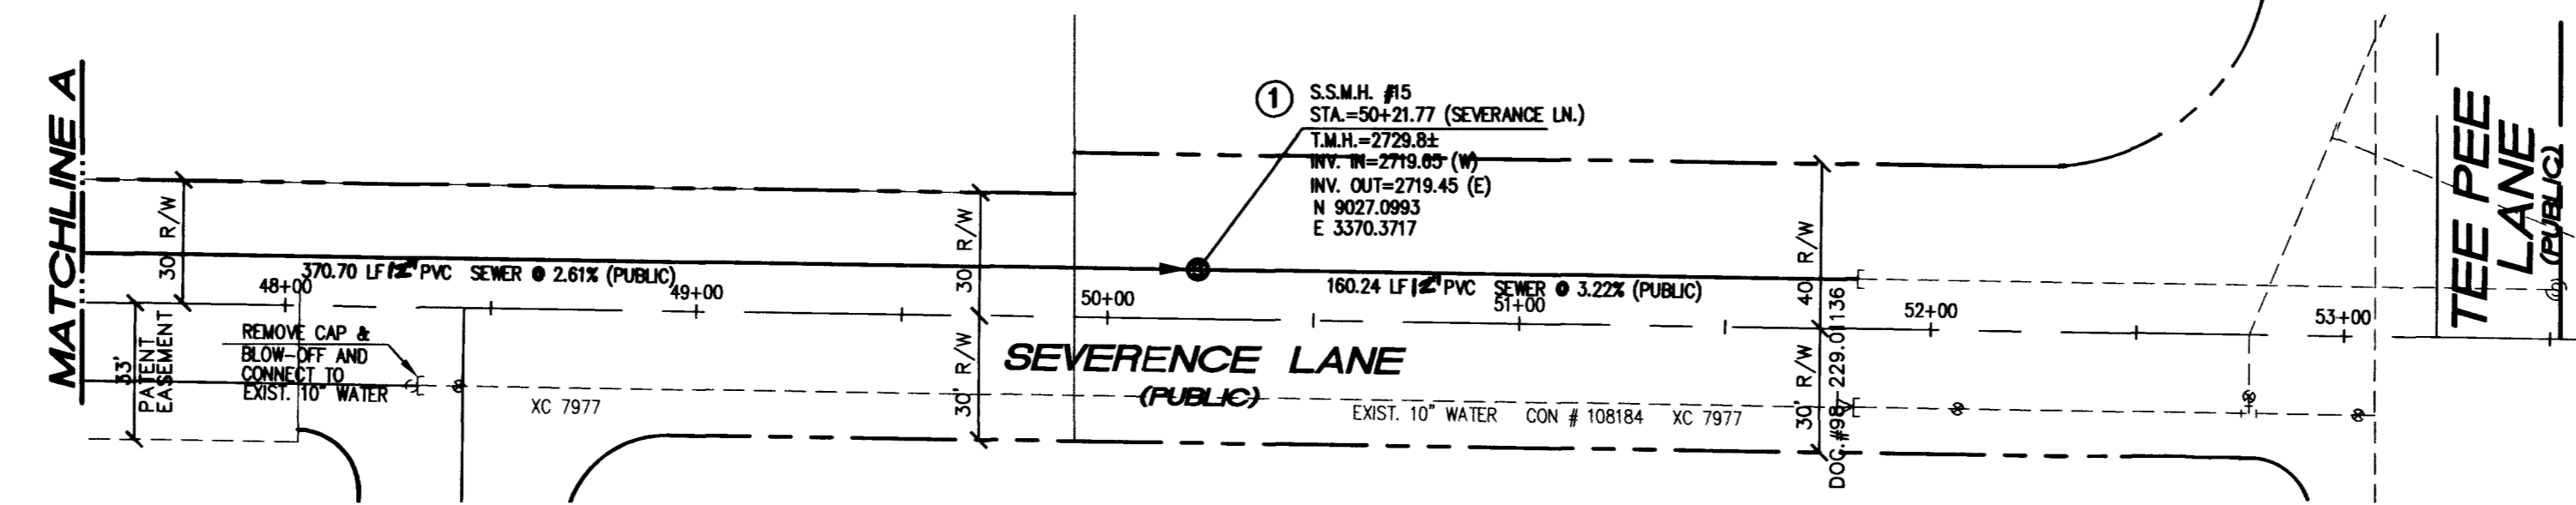 MATCHLINE A
30' R/W
370.70 LF 12" PVC SEWER @ 2.61% (PUBLIC)
48+00
49+00
33'
PATENT
EASEMENT
REMOVE CAP &
BLOW-OFF AND
CONNECT TO
EXIST. 10" WATER
XC 7977
30' R/W
30' R/W
50+00
1
S.S.M.H. #15
STA.=50+21.77 (SEVERANCE LN.)
T.M.H.=2729.8±
INV. IN=2719.65 (W)
INV. OUT=2719.45 (E)
N 9027.0993
E 3370.3717
160.24 LF 12" PVC SEWER @ 3.22% (PUBLIC)
51+00
52+00
53+00
SEVERENCE LANE
(PUBLIC)
EXIST. 10" WATER CON # 108184 XC 7977
40' R/W
30' R/W
DOC.#98-229.01136
TEE PEE
LANE
(PUBLIC)